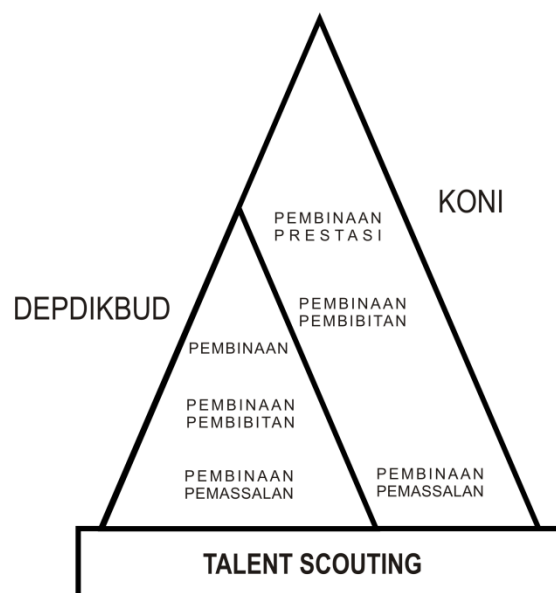 PEMBINAAN
PRESTASI
KONI
DEPDIKBUD
PEMBINAAN
PEMBIBITAN
PEMBINAAN
PEMBINAAN
PEMBIBITAN
PEMBINAAN
PEMASSALAN
PEMBINAAN
PEMASSALAN
TALENT SCOUTING